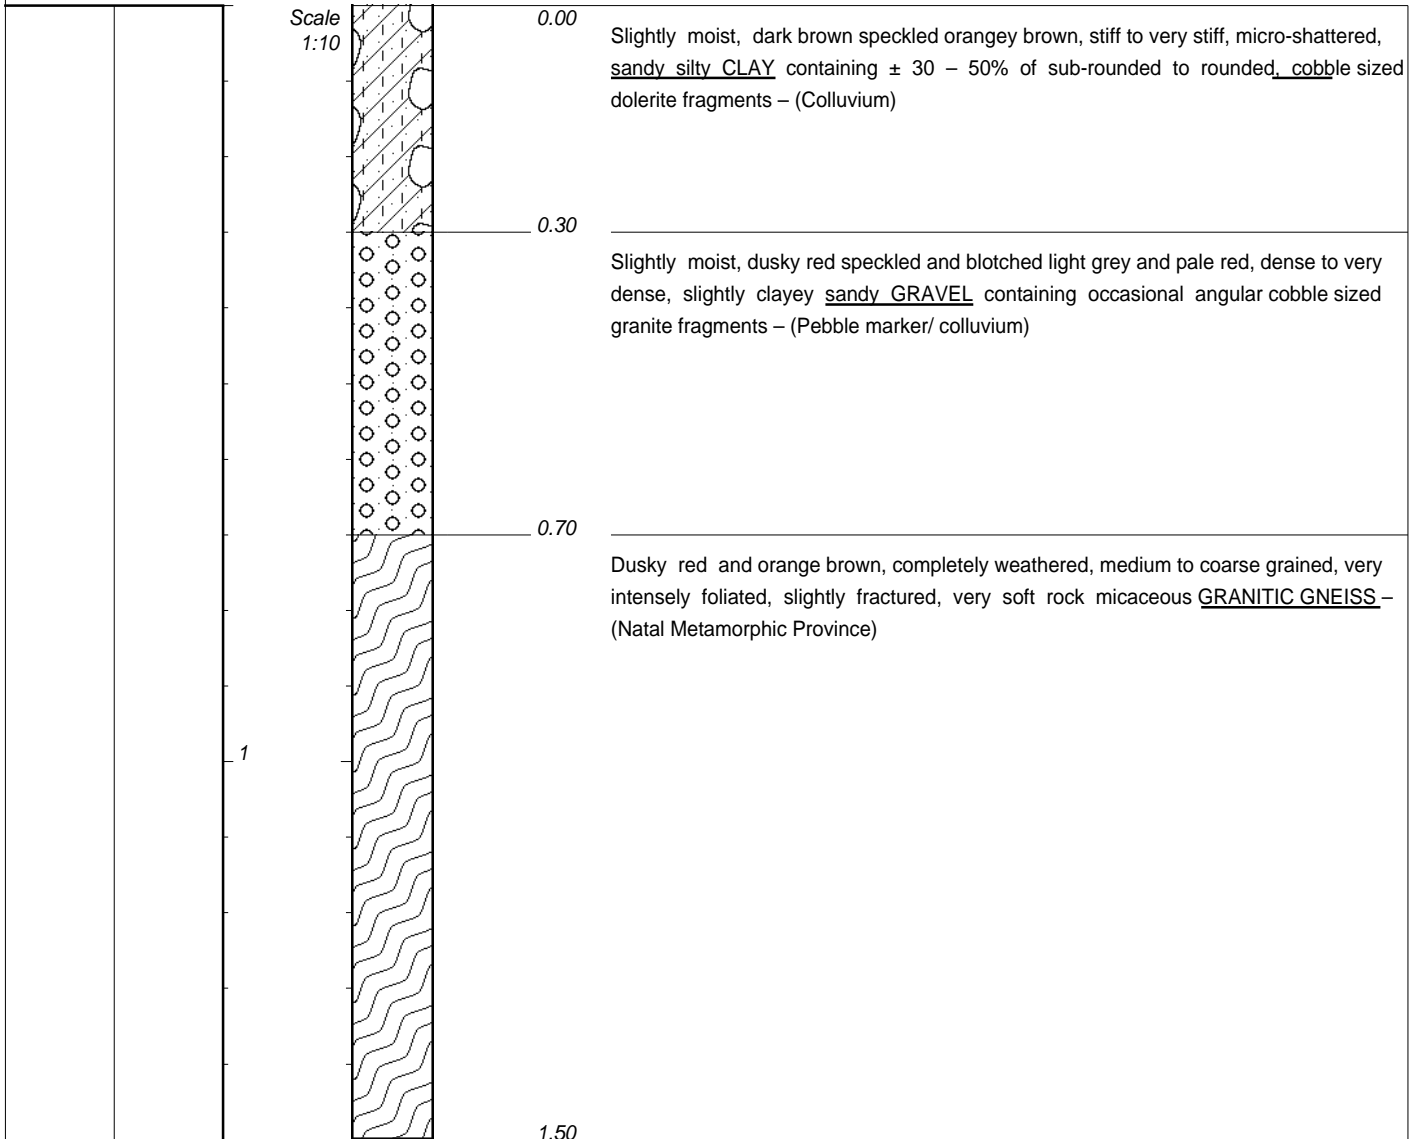 Scale
1:10
0.00
Slightly moist, dark brown speckled orangey brown, stiff to very stiff, micro-shattered,
sandy silty CLAY containing ± 30 – 50% of sub-rounded to rounded, cobble sized
dolerite fragments – (Colluvium)
0.30
Slightly moist, dusky red speckled and blotched light grey and pale red, dense to very
dense, slightly clayey sandy GRAVEL containing occasional angular cobble sized
granite fragments – (Pebble marker/ colluvium)
0.70
Dusky red and orange brown, completely weathered, medium to coarse grained, very
intensely foliated, slightly fractured, very soft rock micaceous GRANITIC GNEISS –
(Natal Metamorphic Province)
1
1.50